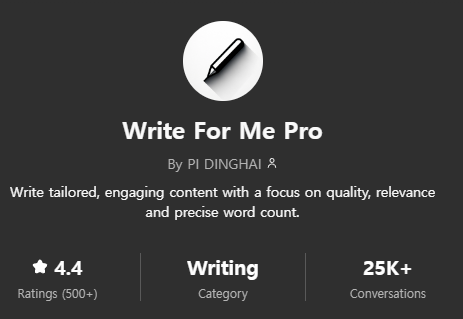 Write For Me Pro
By PI DINGHAI
Write tailored, engaging content with a focus on quality, relevance
and precise word count.
4.4
Writing
25K+
Ratings (500+)
Category
Conversations